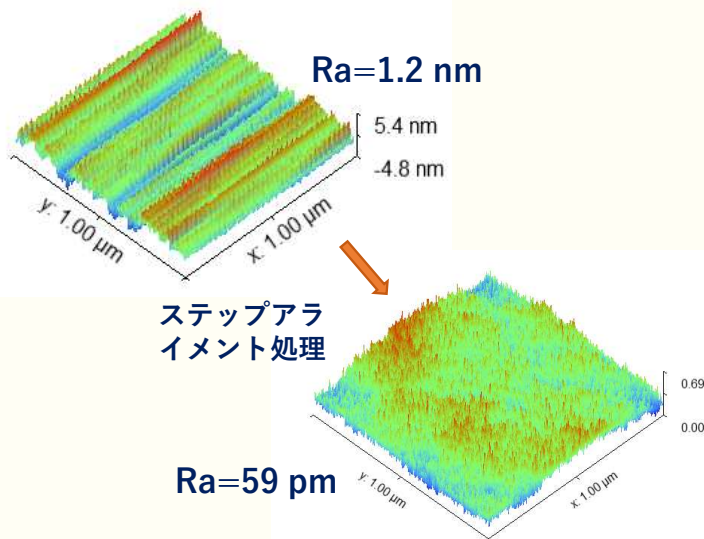 Ra=1.2 nm
5.4 nm
-4.8 nm
y: 1.00 μm
x: 1.00 μm
ステップアラ
イメント処理
0.69
0.00
Ra=59 pm
y: 1.00 μm
x: 1.00 μm